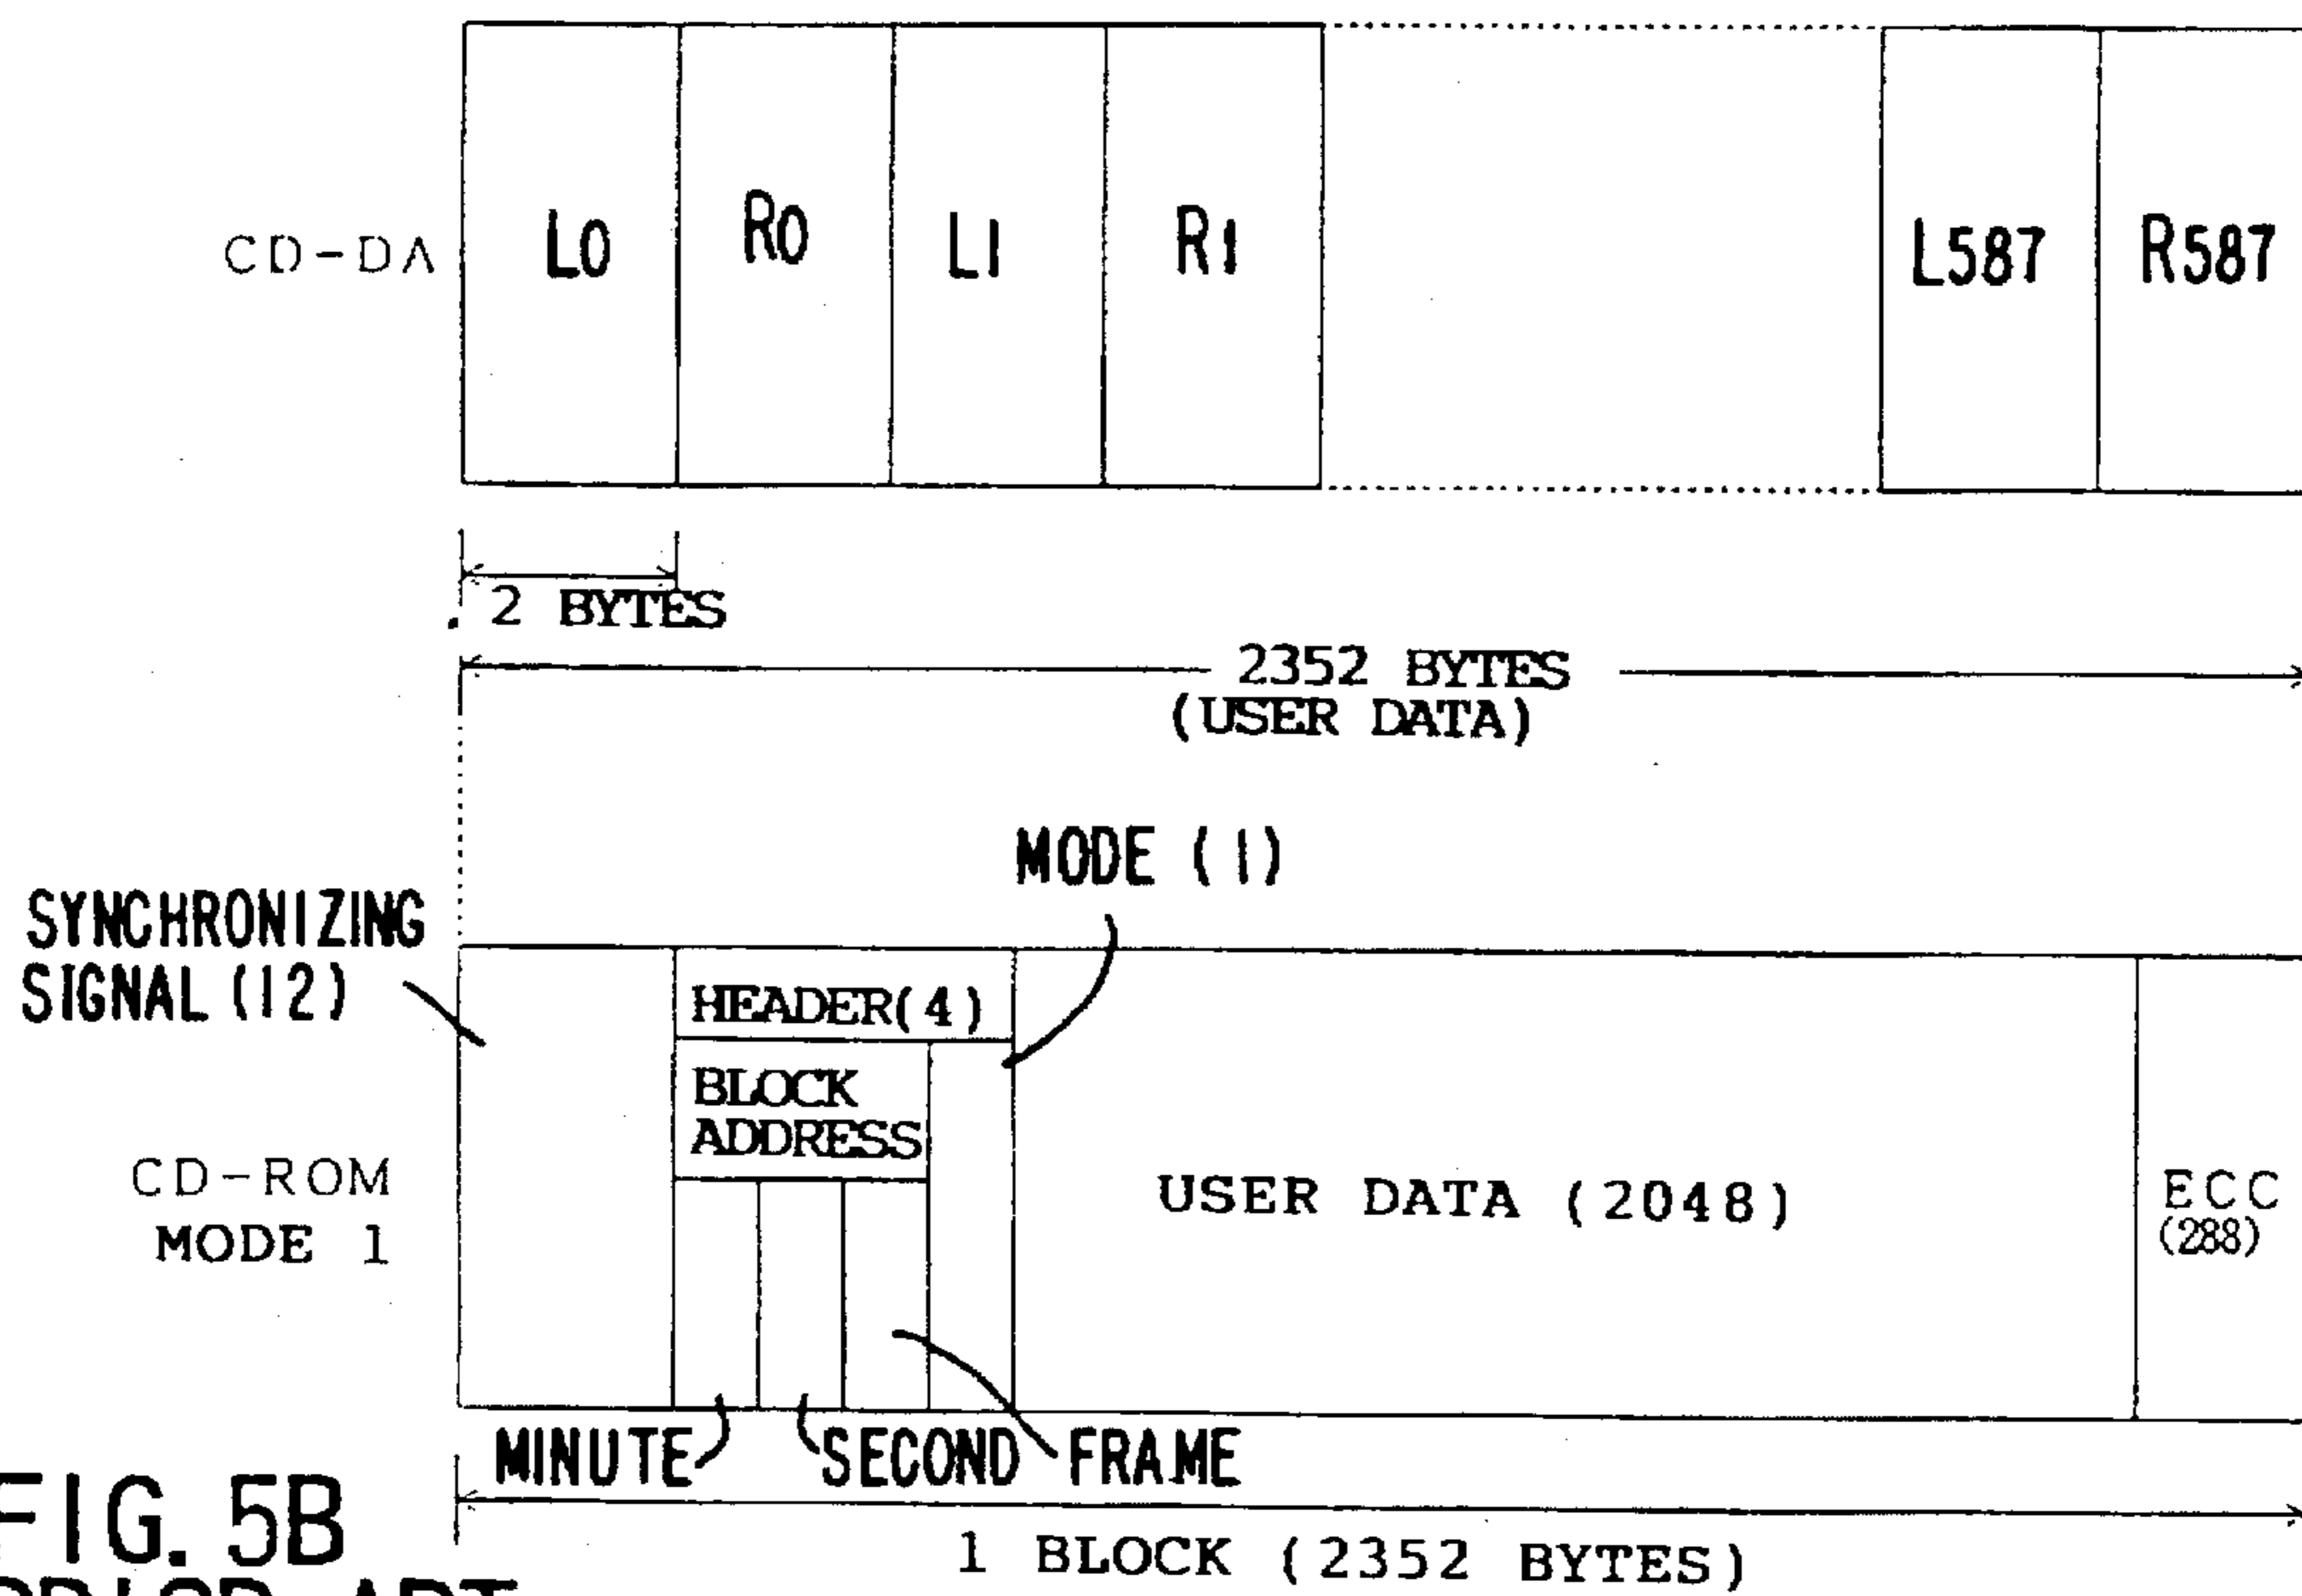 CD-DA
L0
R0
L1
R1
L587
R587
2 BYTES
2352 BYTES
(USER DATA)
MODE (1)
SYNCHRONIZING
SIGNAL (12)
HEADER(4)
BLOCK
ADDRESS
CD-ROM
MODE 1
USER DATA (2048)
ECC
(288)
MINUTE
SECOND
FRAME
FIG. 5B
1 BLOCK (2352 BYTES)
PRIOR ART